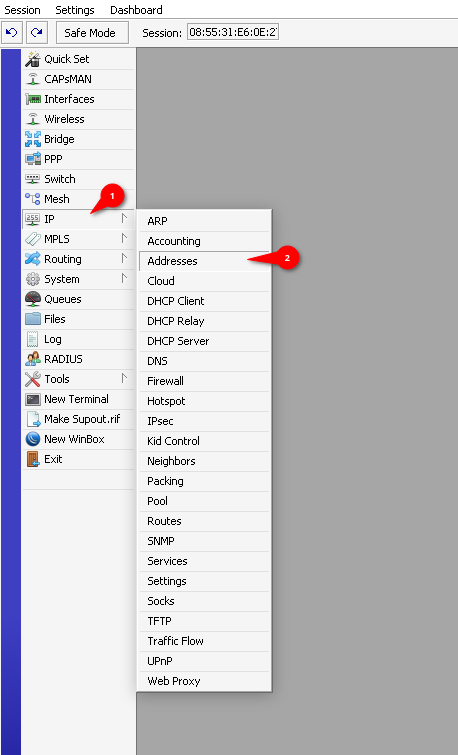 Session Settings Dashboard
Safe Mode Session: 08:55:31:E6:0E:2
Quick Set
CAPsMAN
Interfaces
Wireless
Bridge
PPP
Switch
Mesh
1
255 IP
MPLS
Routing
System
Queues
Files
Log
RADIUS
Tools
New Terminal
Make Supout.rif
New WinBox
Exit
ARP
Accounting
Addresses
2
Cloud
DHCP Client
DHCP Relay
DHCP Server
DNS
Firewall
Hotspot
IPsec
Kid Control
Neighbors
Packing
Pool
Routes
SNMP
Services
Settings
Socks
TFTP
Traffic Flow
UPnP
Web Proxy